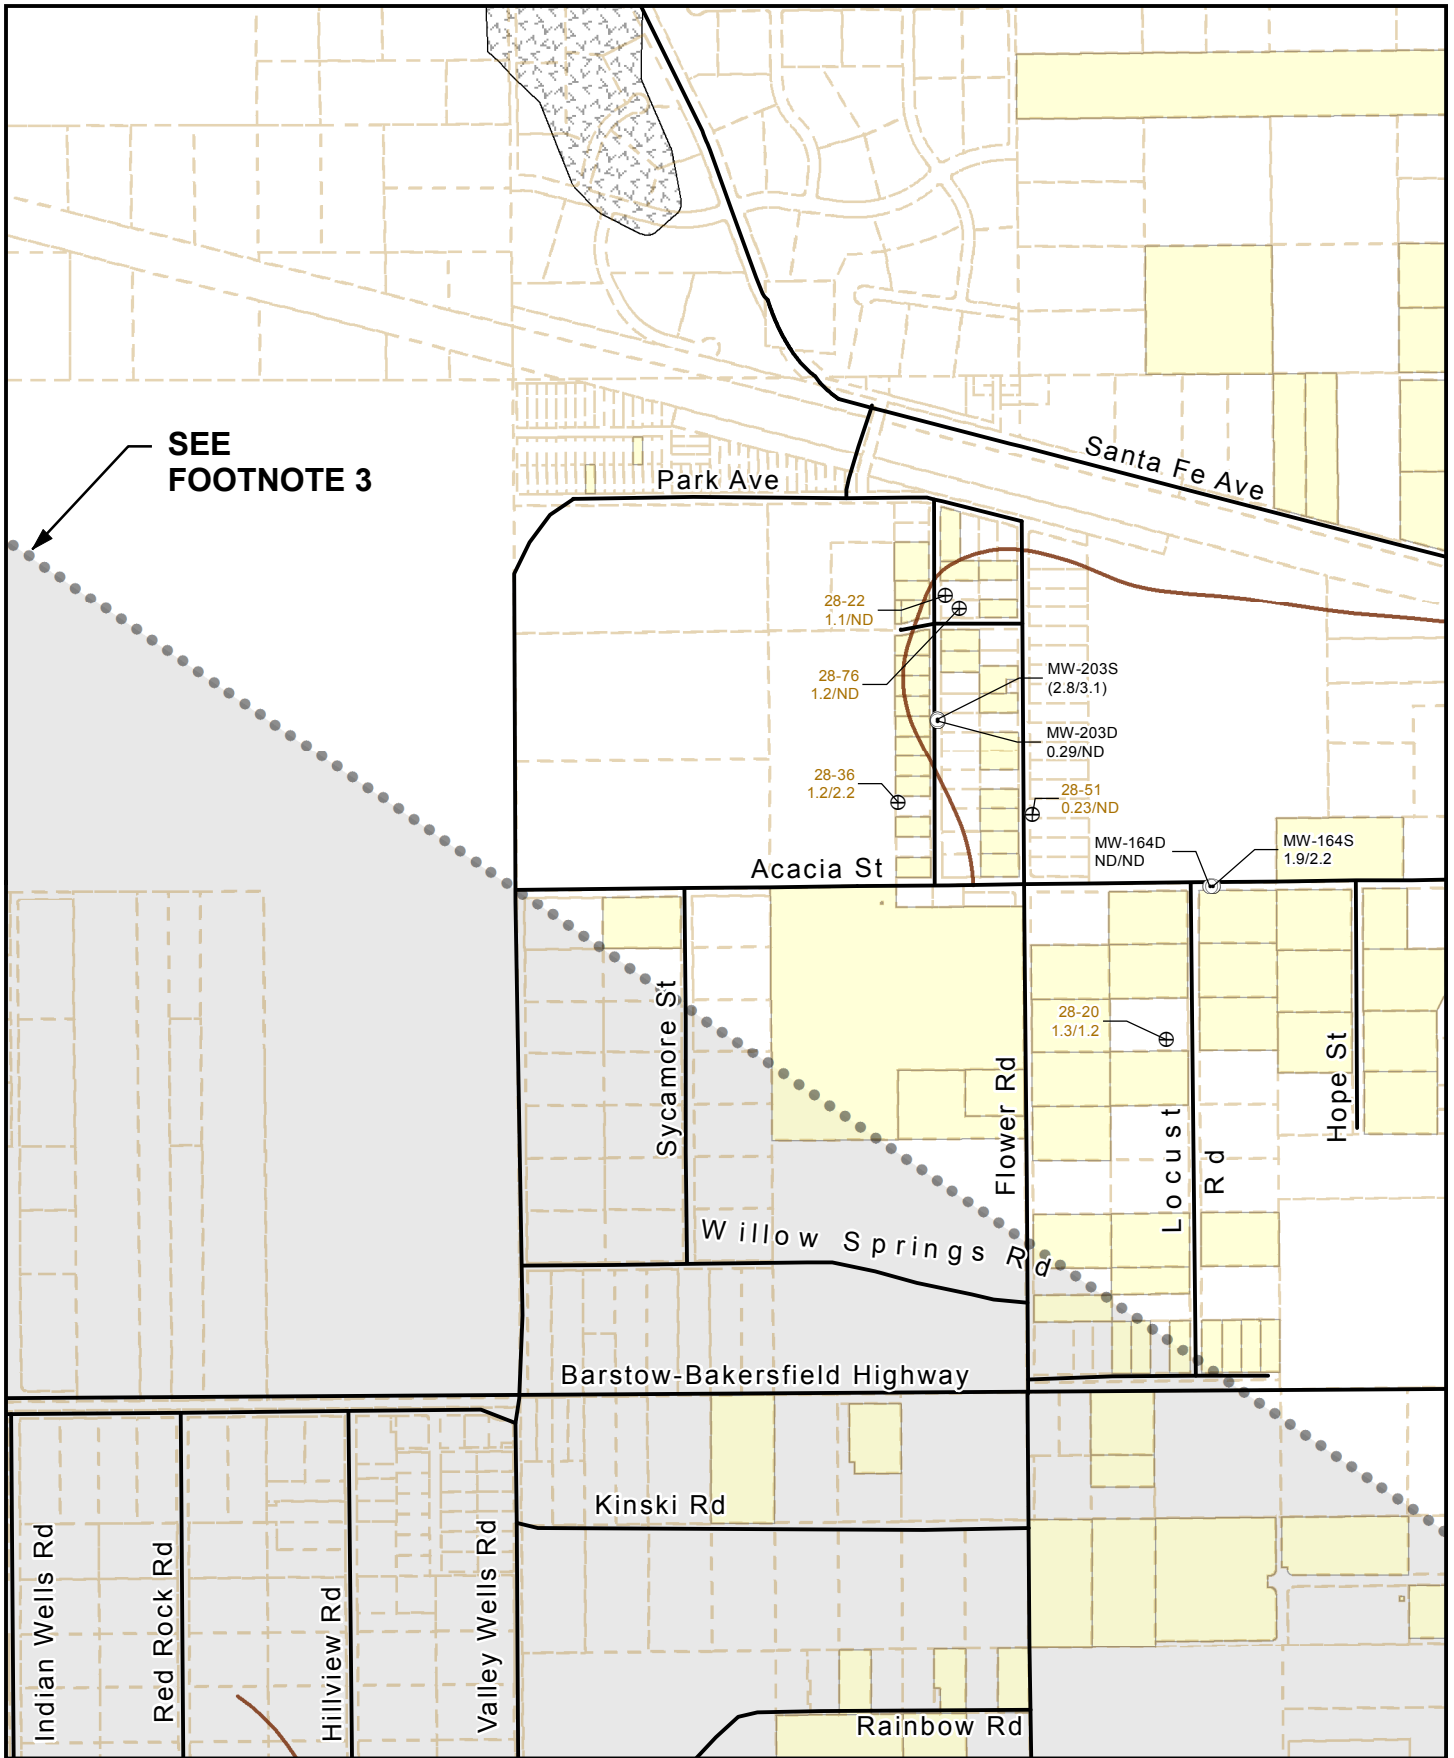 SEE
FOOTNOTE 3
Santa Fe Ave
Park Ave
28-22
1.1/ND
28-76
1.2/ND
MW-203S
(2.8/3.1)
MW-203D
0.29/ND
28-36
1.2/2.2
28-51
0.23/ND
MW-164D
ND/ND
MW-164S
1.9/2.2
Acacia St
28-20
1.3/1.2
Sycamore St
Flower Rd
Locust
Rd
Hope St
Willow Springs Rd
Barstow-Bakersfield Highway
Kinski Rd
Indian Wells Rd
Red Rock Rd
Hillview Rd
Valley Wells Rd
Rainbow Rd